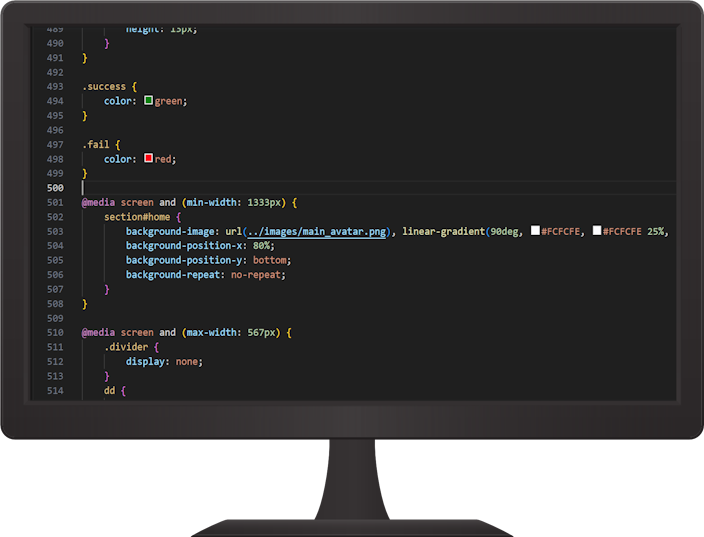 489 height: 15px;
490 }
491 }
492
493 .success {
494 color: green;
495 }
496
497 .fail {
498 color: red;
499 }
500
501 @media screen and (min-width: 1333px) {
502 section#home {
503 background-image: url(../images/main_avatar.png), linear-gradient(90deg, #FCFCFE, #FCFCFE 25%,
504 background-position-x: 80%;
505 background-position-y: bottom;
506 background-repeat: no-repeat;
507 }
508 }
509
510 @media screen and (max-width: 567px) {
511 .divider {
512 display: none;
513 }
514 dd {